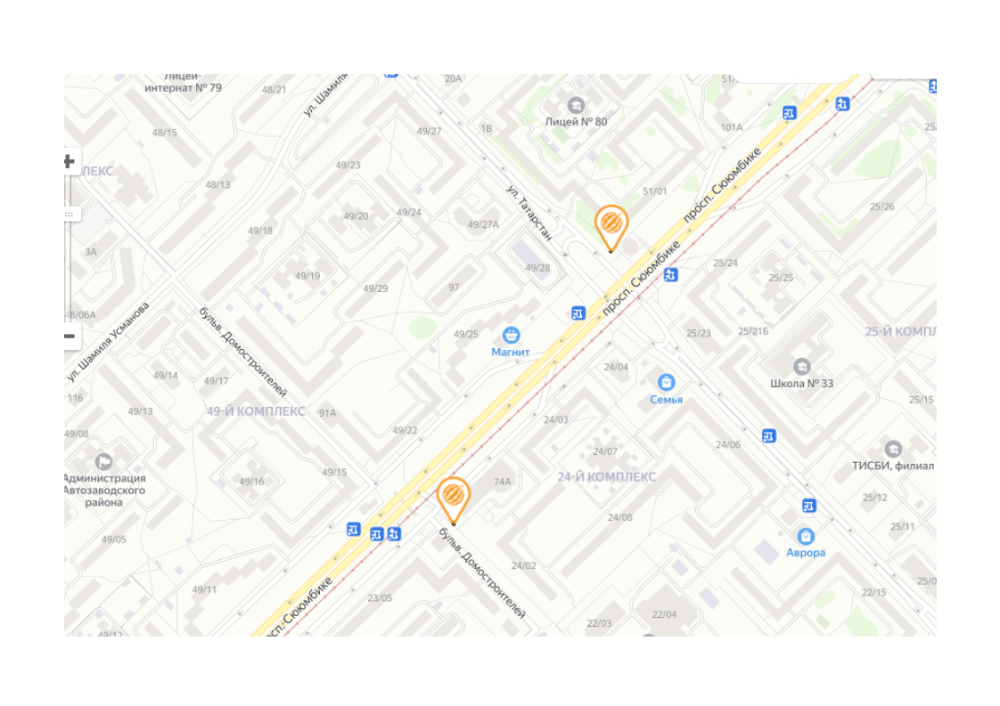 Лицей-
интернат № 79
48/21
ул. Шамиля
20А
51/
Лицей № 80
101А
25/
48/15
49/27
1В
49/23
ЛЕКС
48/13
51/01
просп. Сююмбике
ул. Татарстан
25/26
49/20
49/24
49/27А
49/18
3А
49/28
25/24
просп. Сююмбике
49/19
49/29
97
25/25
48/06А
ул. Шамиля Усманова
бульв. Домостроителей
49/25
Магнит
25/23
25/21Б
25-Й КОМПЛ
24/04
49/14
49/17
Школа № 33
116
Семья
25/15
49/13
49-Й КОМПЛЕКС
91А
24/03
49/08
49/22
24/06
24/07
ТИСБИ, филиал
49/15
49/16
74А
24-Й КОМПЛЕКС
Администрация
Автозаводского
района
25/12
24/08
25/11
49/05
бульв. Домостроителей
Аврора
24/02
49/11
25/0
22/15
23/05
просп. Сююмбике
22/04
22/03
49/12